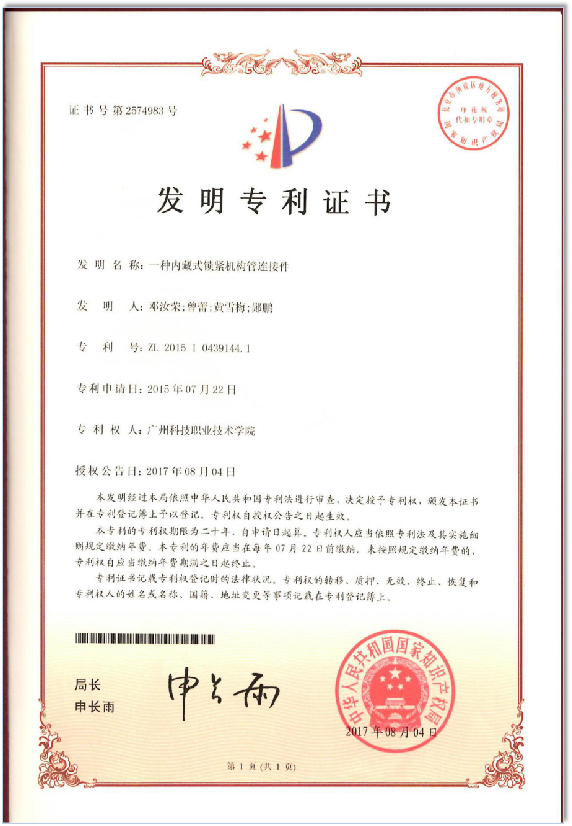 证书号第2574983号
发明专利证书
发明名称：一种内藏式锁紧机构管连接件
发明人：邓汝荣;曾蕾;黄雪梅;郧鹏
专利号：ZL 2015 1 0439144.1
专利申请日：2015年07月22日
专利权人：广州科技职业技术学院
授权公告日：2017年08月04日
本发明经过本局依照中华人民共和国专利法进行审查，决定授予专利权，颁发本证书
并在专利登记簿上予以登记。专利权自授权公告之日起生效。
本专利的专利权期限为二十年，自申请日起算。专利权人应当依照专利法及其实施细
则规定缴纳年费。本专利的年费应当在每年07月22日前缴纳。未按照规定缴纳年费的，
专利权自应当缴纳年费期满之日起终止。
专利证书记载专利权登记时的法律状况。专利权的转移、质押、无效、终止、恢复和
专利权人的姓名或名称、国籍、地址变更等事项记载在专利登记簿上。
局长
申长雨
申长雨
中华人民共和国国家知识产权局
2017年08月04日
第1页(共1页)